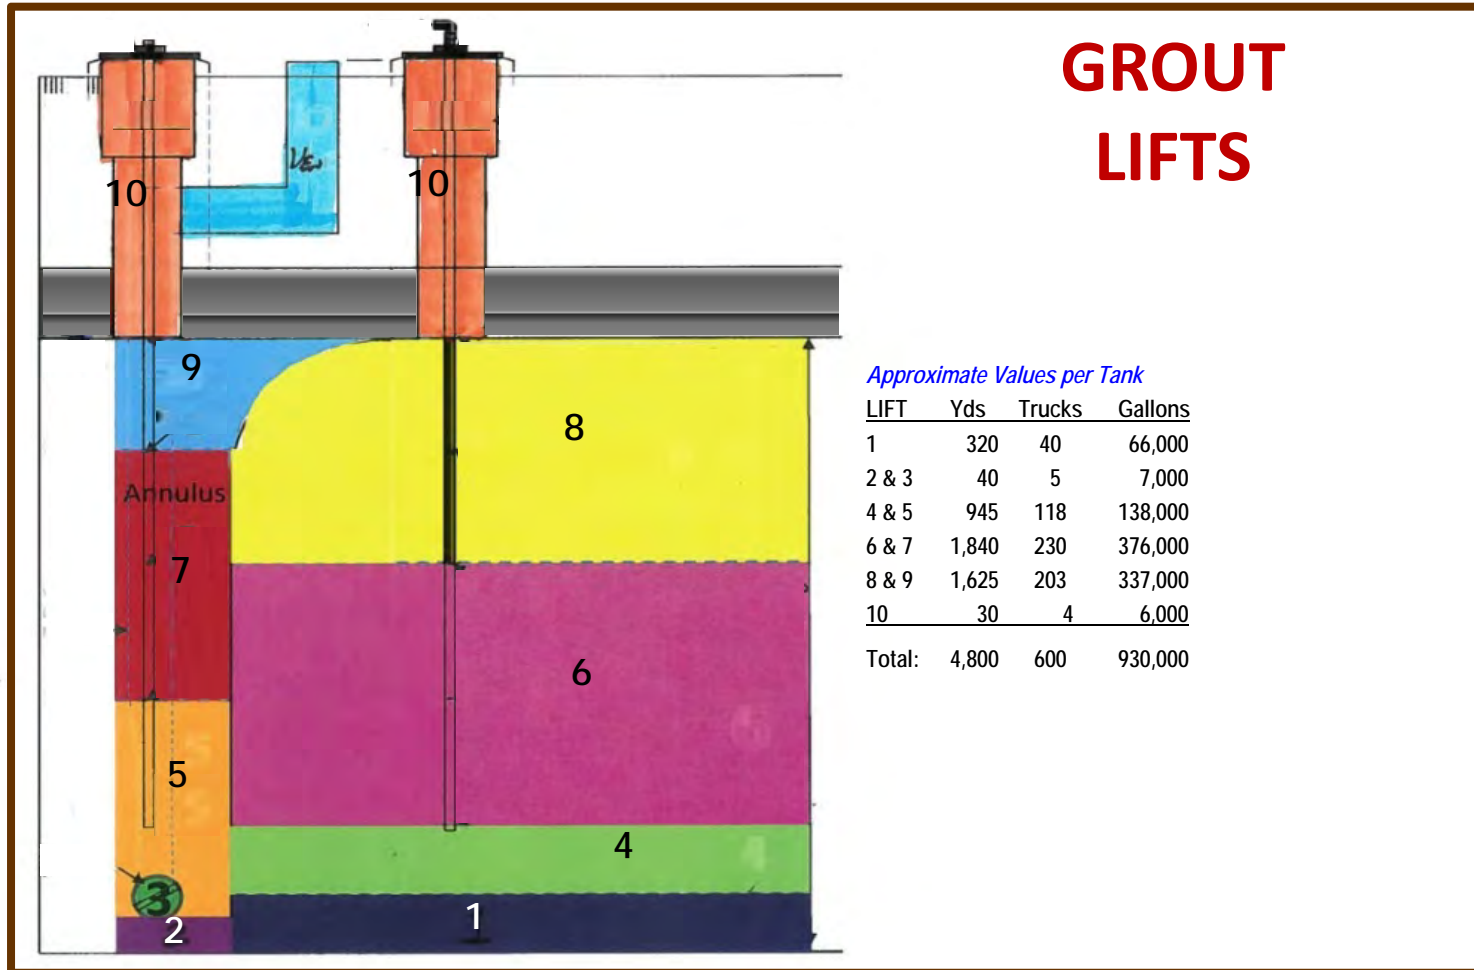 GROUT
LIFTS
10
10
9
8
Annulus
7
6
5
4
3
2
1
Approximate Values per Tank
LIFT Yds Trucks Gallons
1 320 40 66,000
2 & 3 40 5 7,000
4 & 5 945 118 138,000
6 & 7 1,840 230 376,000
8 & 9 1,625 203 337,000
10 30 4 6,000
Total: 4,800 600 930,000